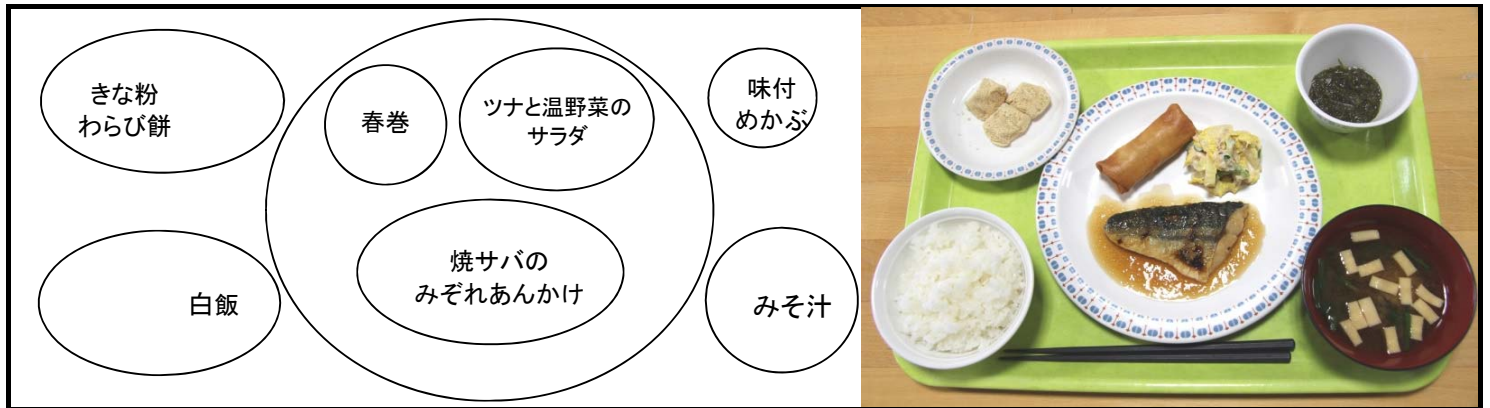 きな粉
わらび餅
春巻
ツナと温野菜の
サラダ
味付
めかぶ
焼サバの
みぞれあんかけ
白飯
みそ汁